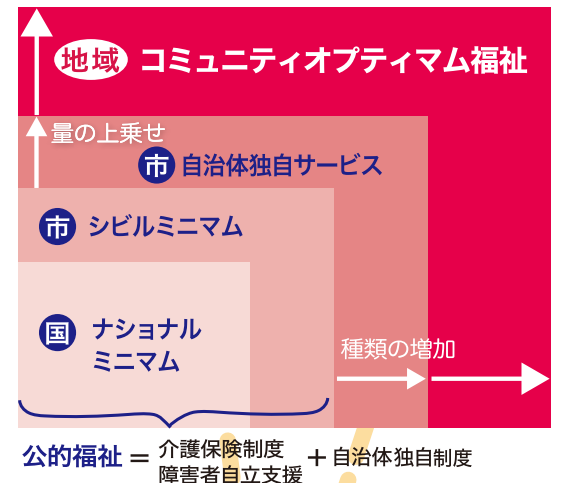 地域 コミュニティオプティマム福祉
量の上乗せ
市 自治体独自サービス
市 シビルミニマム
国 ナショナル
ミニマム
種類の増加
公的福祉 = 介護保険制度
障害者自立支援 + 自治体独自制度